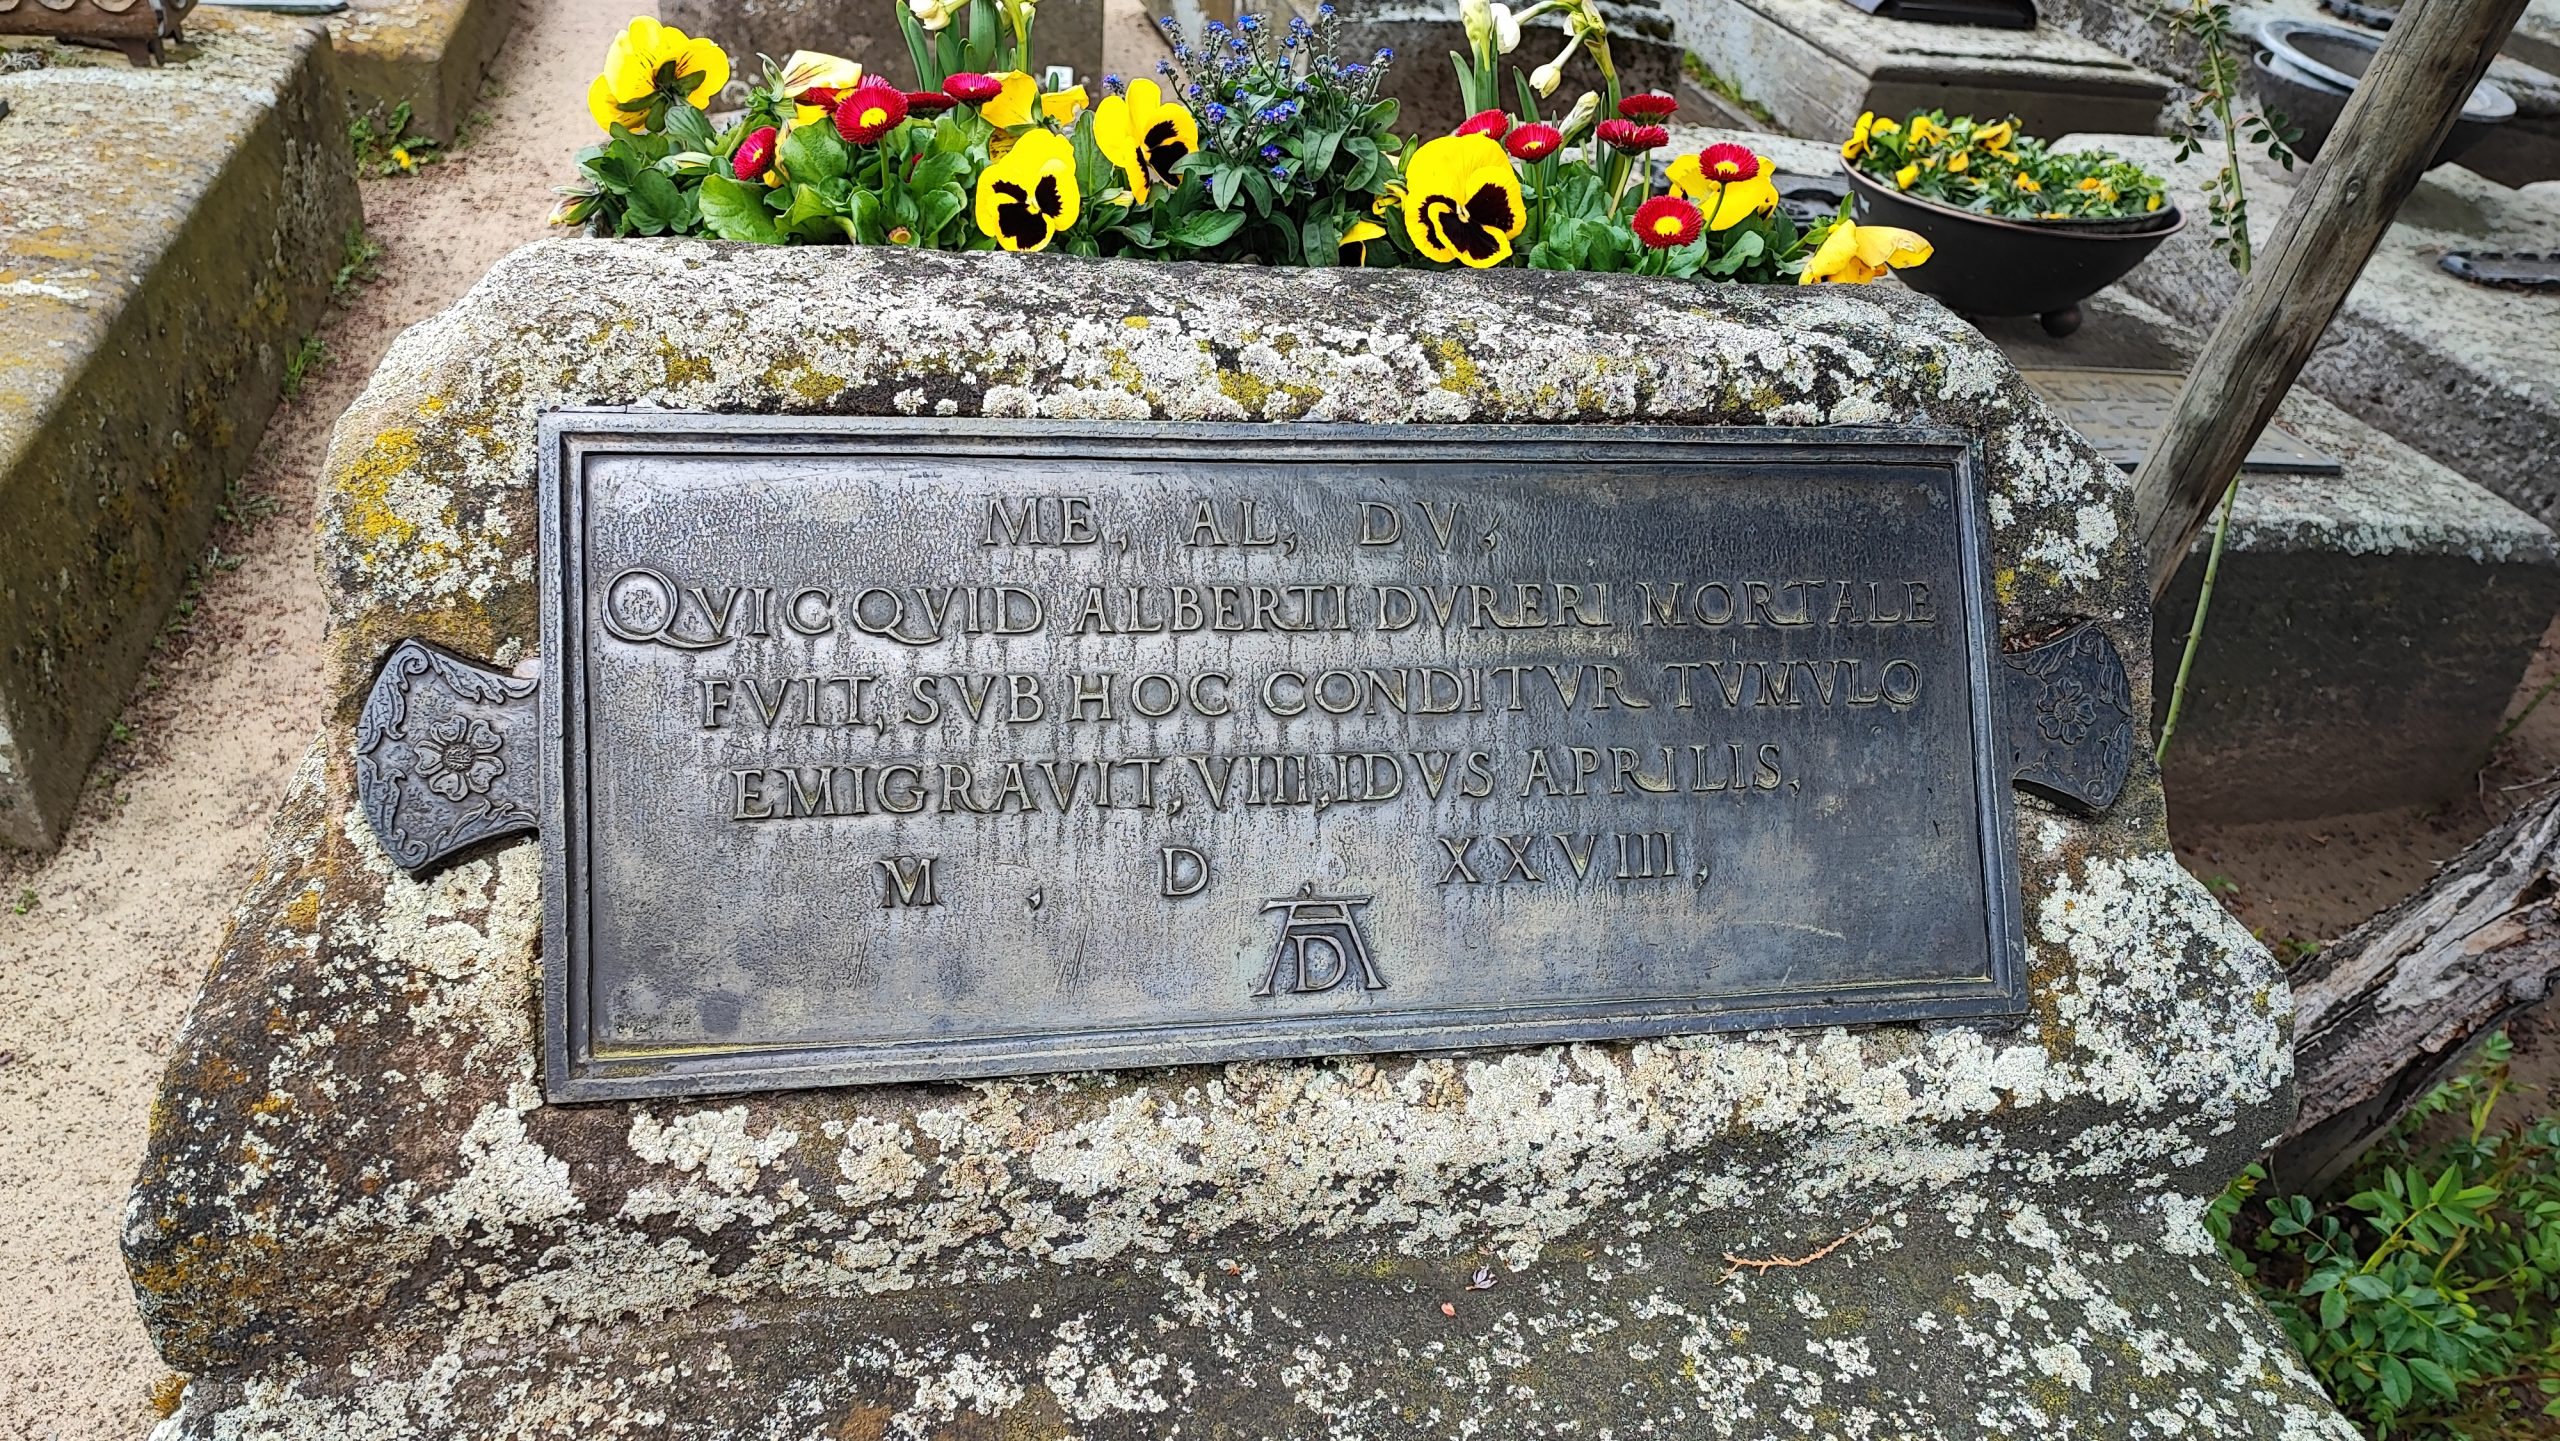 ME, AL, DV,
QVICQVID ALBERTI DVRERI MORTALE
FVIT, SVB HOC CONDITVR TVMVLO
EMIGRAVIT, VIII, IDVS APRILIS,
M, D XXVIII,
AD